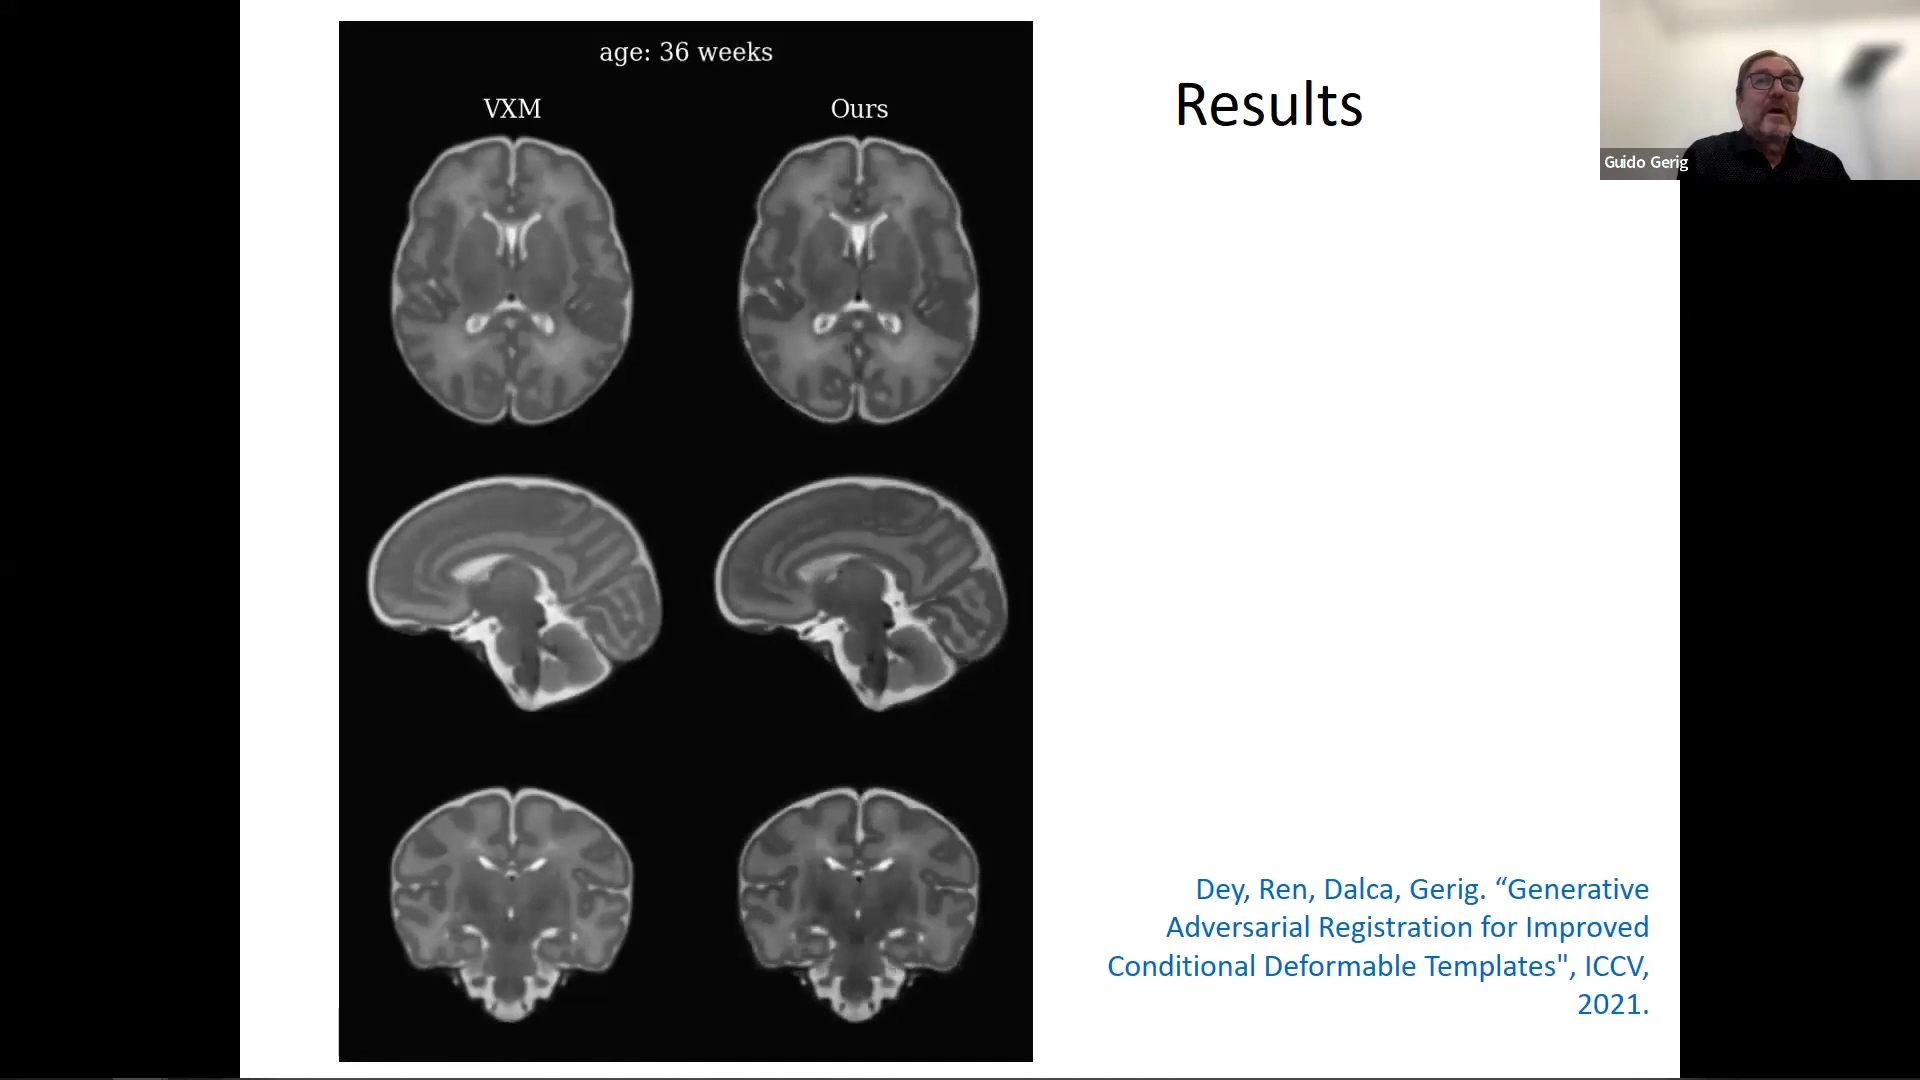 age: 36 weeks
VXM
Ours
Results
Guido Gerig
Dey, Ren, Dalca, Gerig. “Generative
Adversarial Registration for Improved
Conditional Deformable Templates", ICCV,
2021.